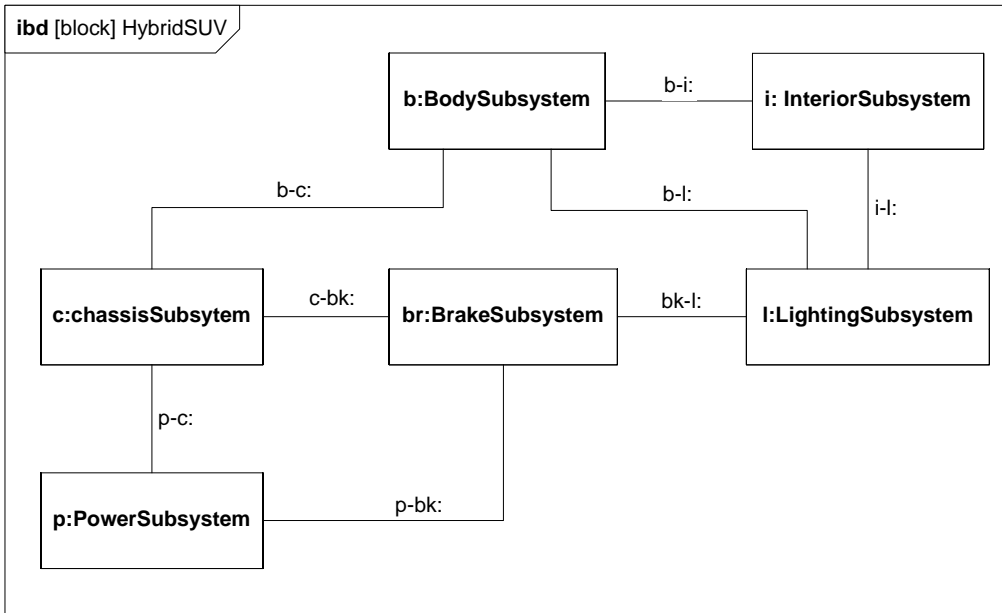 ibd [block] HybridSUV
b:BodySubsystem
b-i:
i: InteriorSubsystem
b-c:
b-l:
i-l:
c:chassisSubsytem
c-bk:
br:BrakeSubsystem
bk-l:
l:LightingSubsystem
p-c:
p:PowerSubsystem
p-bk: